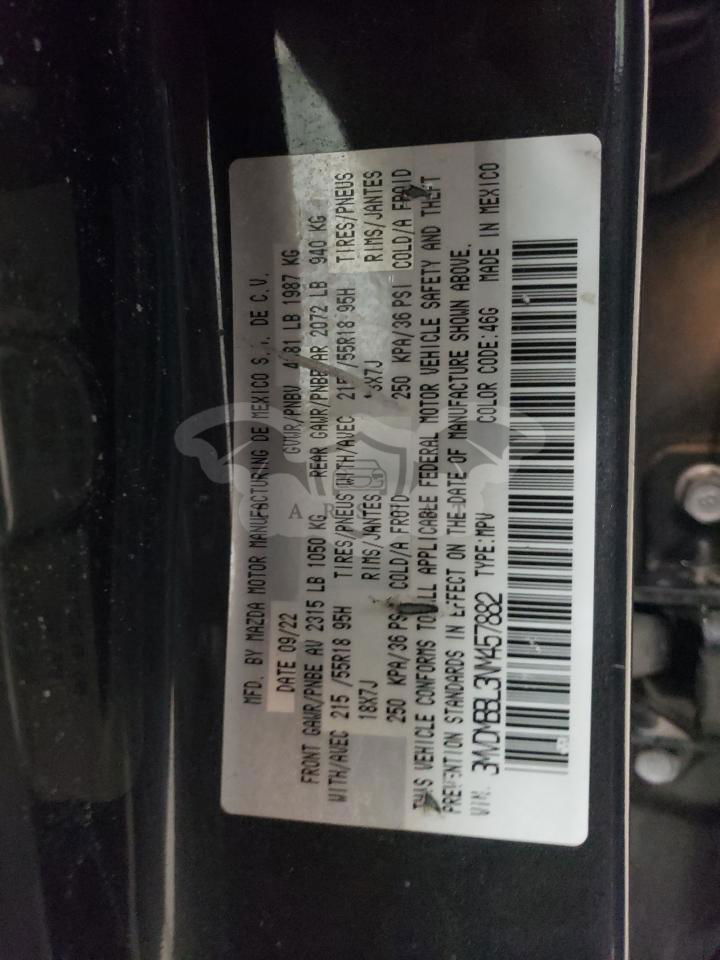 MFD. BY MAZDA MOTOR MANUFACTURING DE MEXICO S. . DE C.V.
DATE 09/22 GVWR/PNBV 4 81 LB 1987 KG
FRONT GAWR/PNBE AV 2315 LB 1050 KG REAR GAWR/PNBE AR 2072 LB 940 KG
WITH/AVEC 215 /55R18 95H TIRES/PNEUS WITH/AVEC 215 /55R18 95H TIRES/PNEUS
18X7J RIMS/JANTES 18X7J RIMS/JANTES
250 KPA/36 PSI COLD/A FROID 250 KPA/36 PSI COLD/A FROID
THIS VEHICLE CONFORMS TO ALL APPLICABLE FEDERAL MOTOR VEHICLE SAFETY AND THEFT
PREVENTION STANDARDS IN EFFECT ON THE DATE OF MANUFACTURE SHOWN ABOVE.
VIN: 3MVDMBBL3NM457882 TYPE:MPV COLOR CODE:46G MADE IN MEXICO